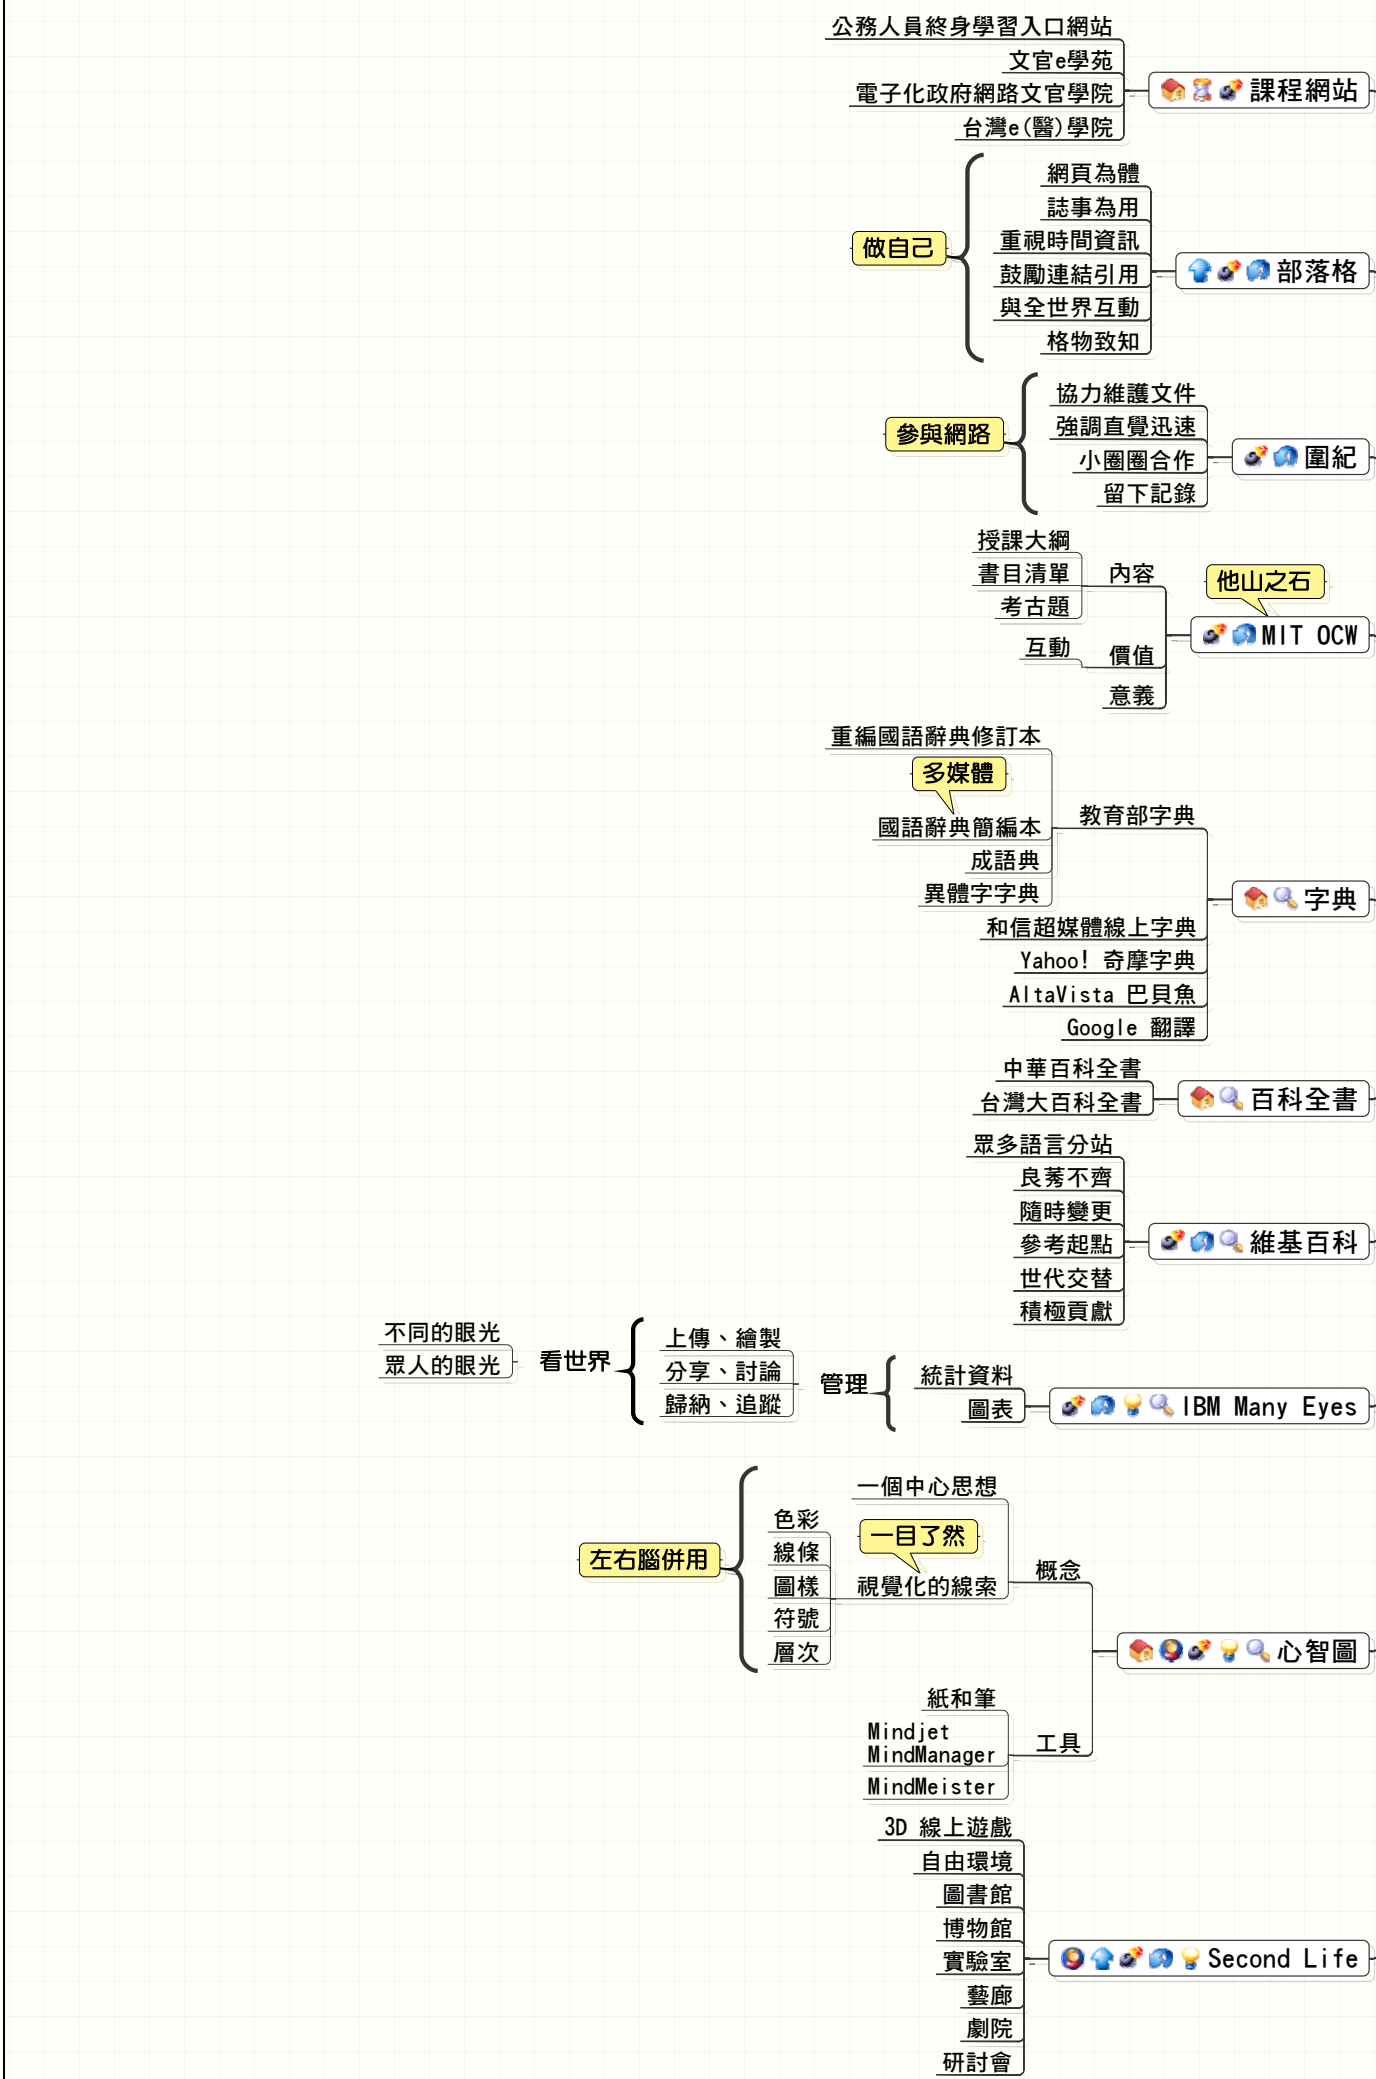 公務人員終身學習入口網站
文官e學苑
電子化政府網路文官學院
台灣e(醫)學院
課程網站
網頁為體
誌事為用
重視時間資訊
鼓勵連結引用
與全世界互動
格物致知
做自己
部落格
協力維護文件
強調直覺迅速
小圈圈合作
留下記錄
參與網路
圍紀
授課大綱
書目清單
考古題
內容
互動
價值
意義
他山之石
MIT OCW
重編國語辭典修訂本
多媒體
國語辭典簡編本
成語典
異體字字典
教育部字典
和信超媒體線上字典
Yahoo! 奇摩字典
AltaVista 巴貝魚
Google 翻譯
字典
中華百科全書
台灣大百科全書
百科全書
眾多語言分站
良莠不齊
隨時變更
參考起點
世代交替
積極貢獻
維基百科
不同的眼光
眾人的眼光
看世界
上傳、繪製
分享、討論
歸納、追蹤
管理
統計資料
圖表
IBM Many Eyes
一個中心思想
色彩
線條
圖樣
符號
層次
一目了然
視覺化的線索
左右腦併用
概念
紙和筆
Mindjet
MindManager
MindMeister
工具
心智圖
3D 線上遊戲
自由環境
圖書館
博物館
實驗室
藝廊
劇院
研討會
Second Life